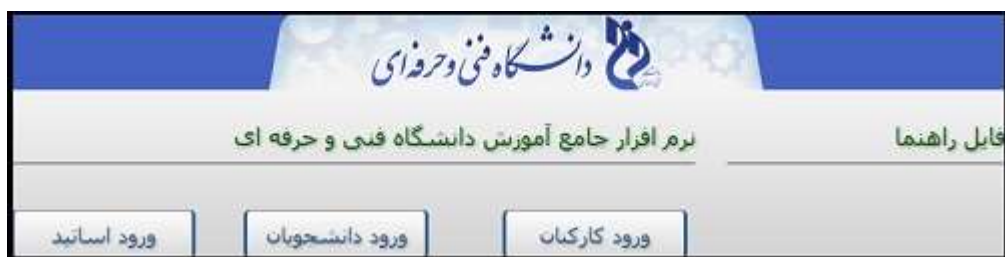 دانشگاه فنی و حرفه‌ای
فایل راهنما
نرم افزار جامع آموزش دانشگاه فنی و حرفه ای
ورود کارکنان
ورود دانشجویان
ورود اساتید